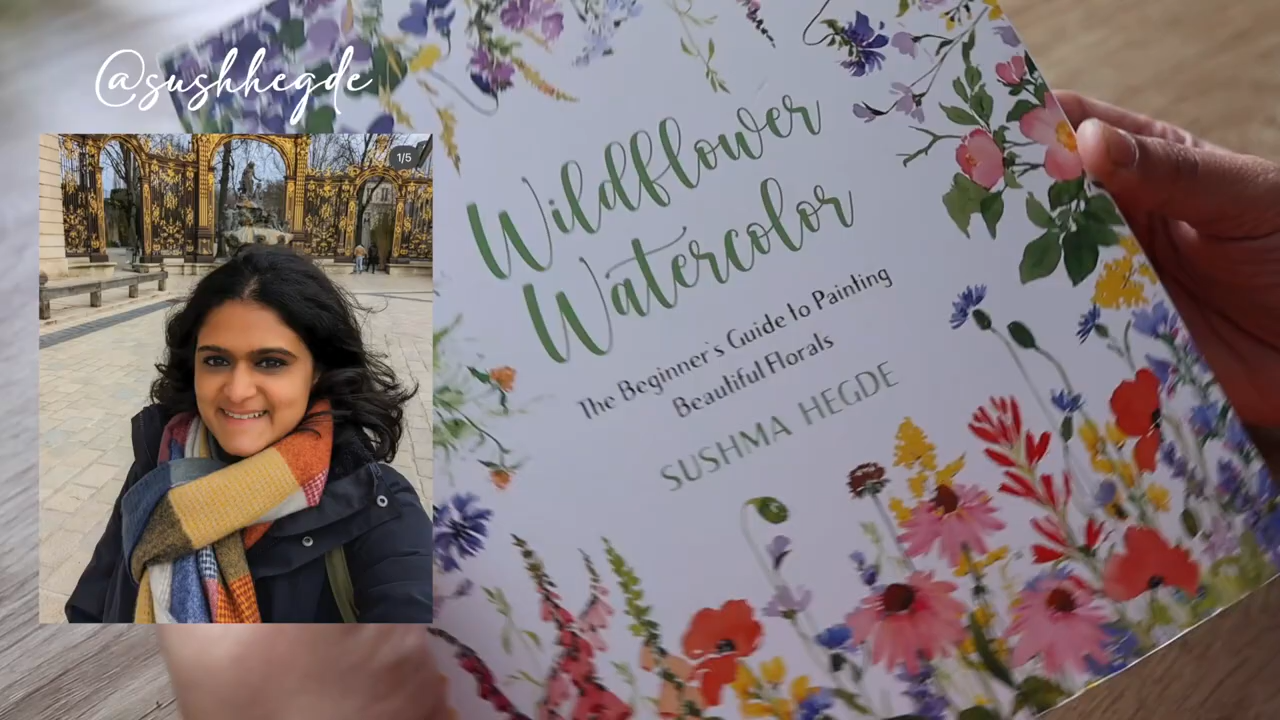 @sushhegde
1/5
Wildflower
Watercolor
The Beginner's Guide to Painting
Beautiful Florals
SUSHMA HEGDE